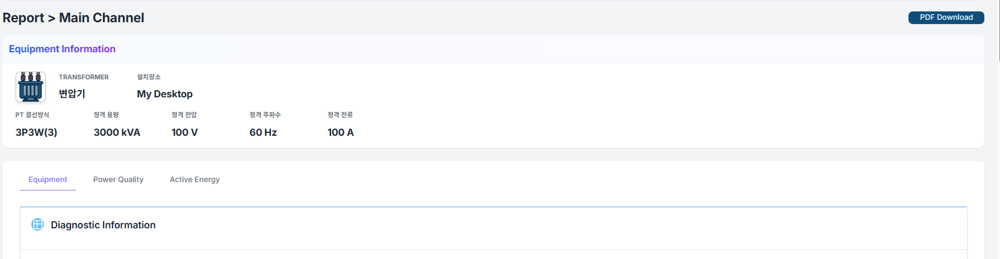 Report > Main Channel
PDF Download
Equipment Information
TRANSFORMER
변압기
설치장소
My Desktop
PT 결선방식
3P3W(3)
정격 용량
3000 kVA
정격 전압
100 V
정격 주파수
60 Hz
정격 전류
100 A
Equipment
Power Quality
Active Energy
Diagnostic Information